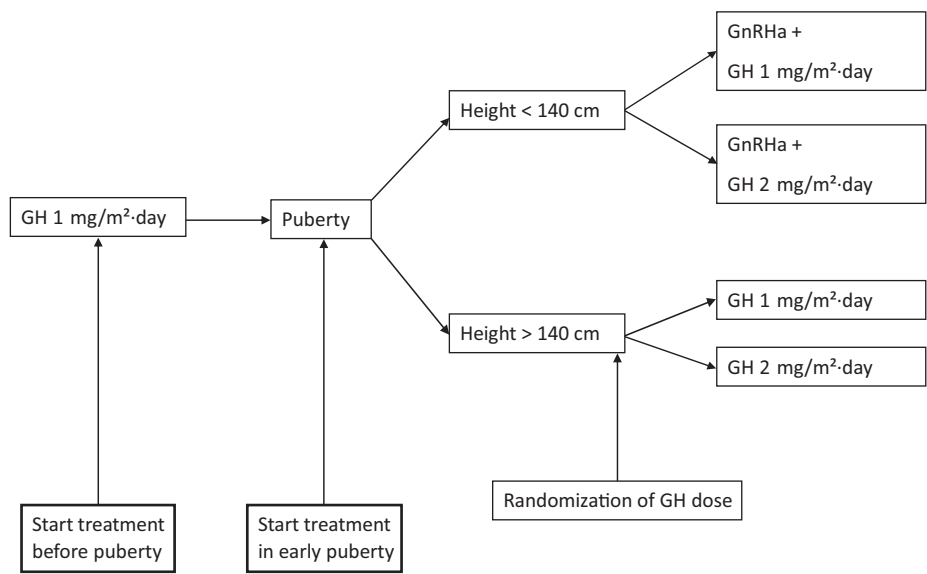 GnRHa +
GH 1 mg/m²·day
Height < 140 cm
GnRHa +
GH 2 mg/m²·day
GH 1 mg/m²·day
Puberty
GH 1 mg/m²·day
Height > 140 cm
GH 2 mg/m²·day
Start treatment
before puberty
Start treatment
in early puberty
Randomization of GH dose